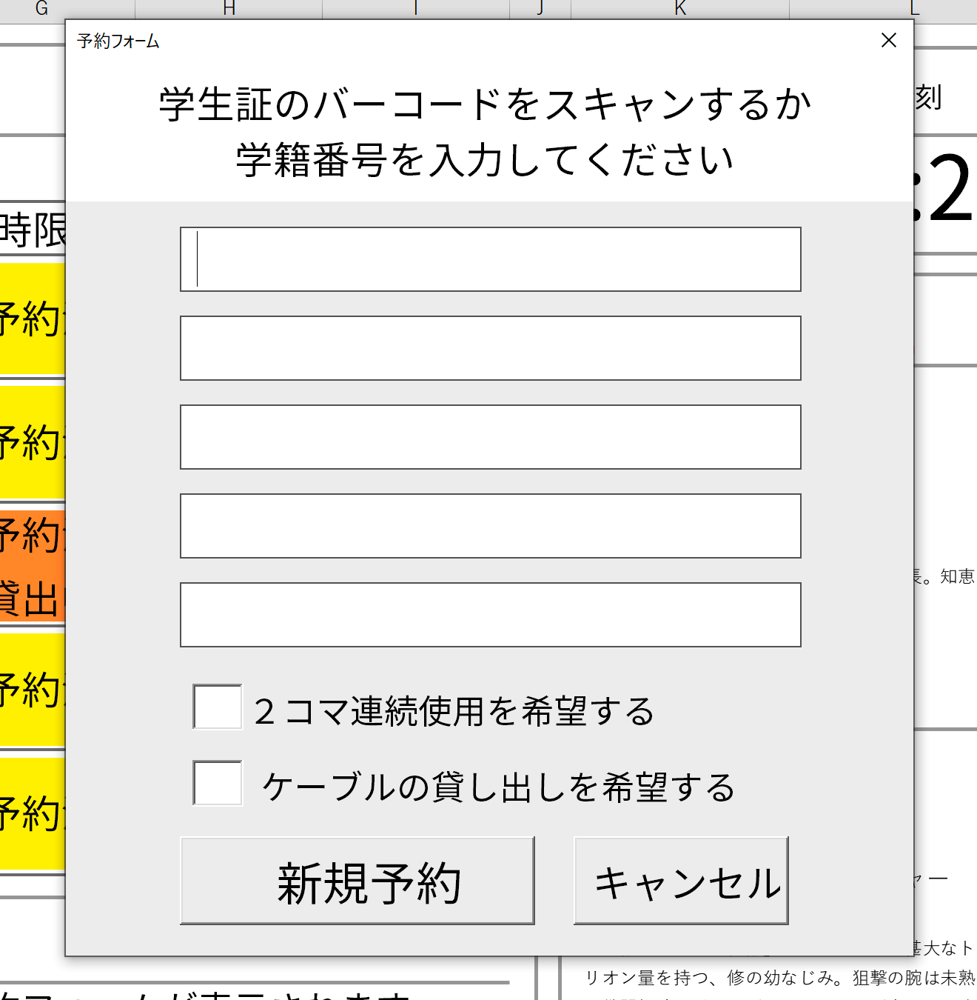 G H I J K L
予約フォーム
学生証のバーコードをスキャンするか
学籍番号を入力してください
刻
:2
時限
予約
予約
予約
貸出
予約
予約
２コマ連続使用を希望する
ケーブルの貸し出しを希望する
新規予約
キャンセル
長。知恵
ャー
甚大なト
リオン量を持つ、修の幼なじみ。狙撃の腕は未熟